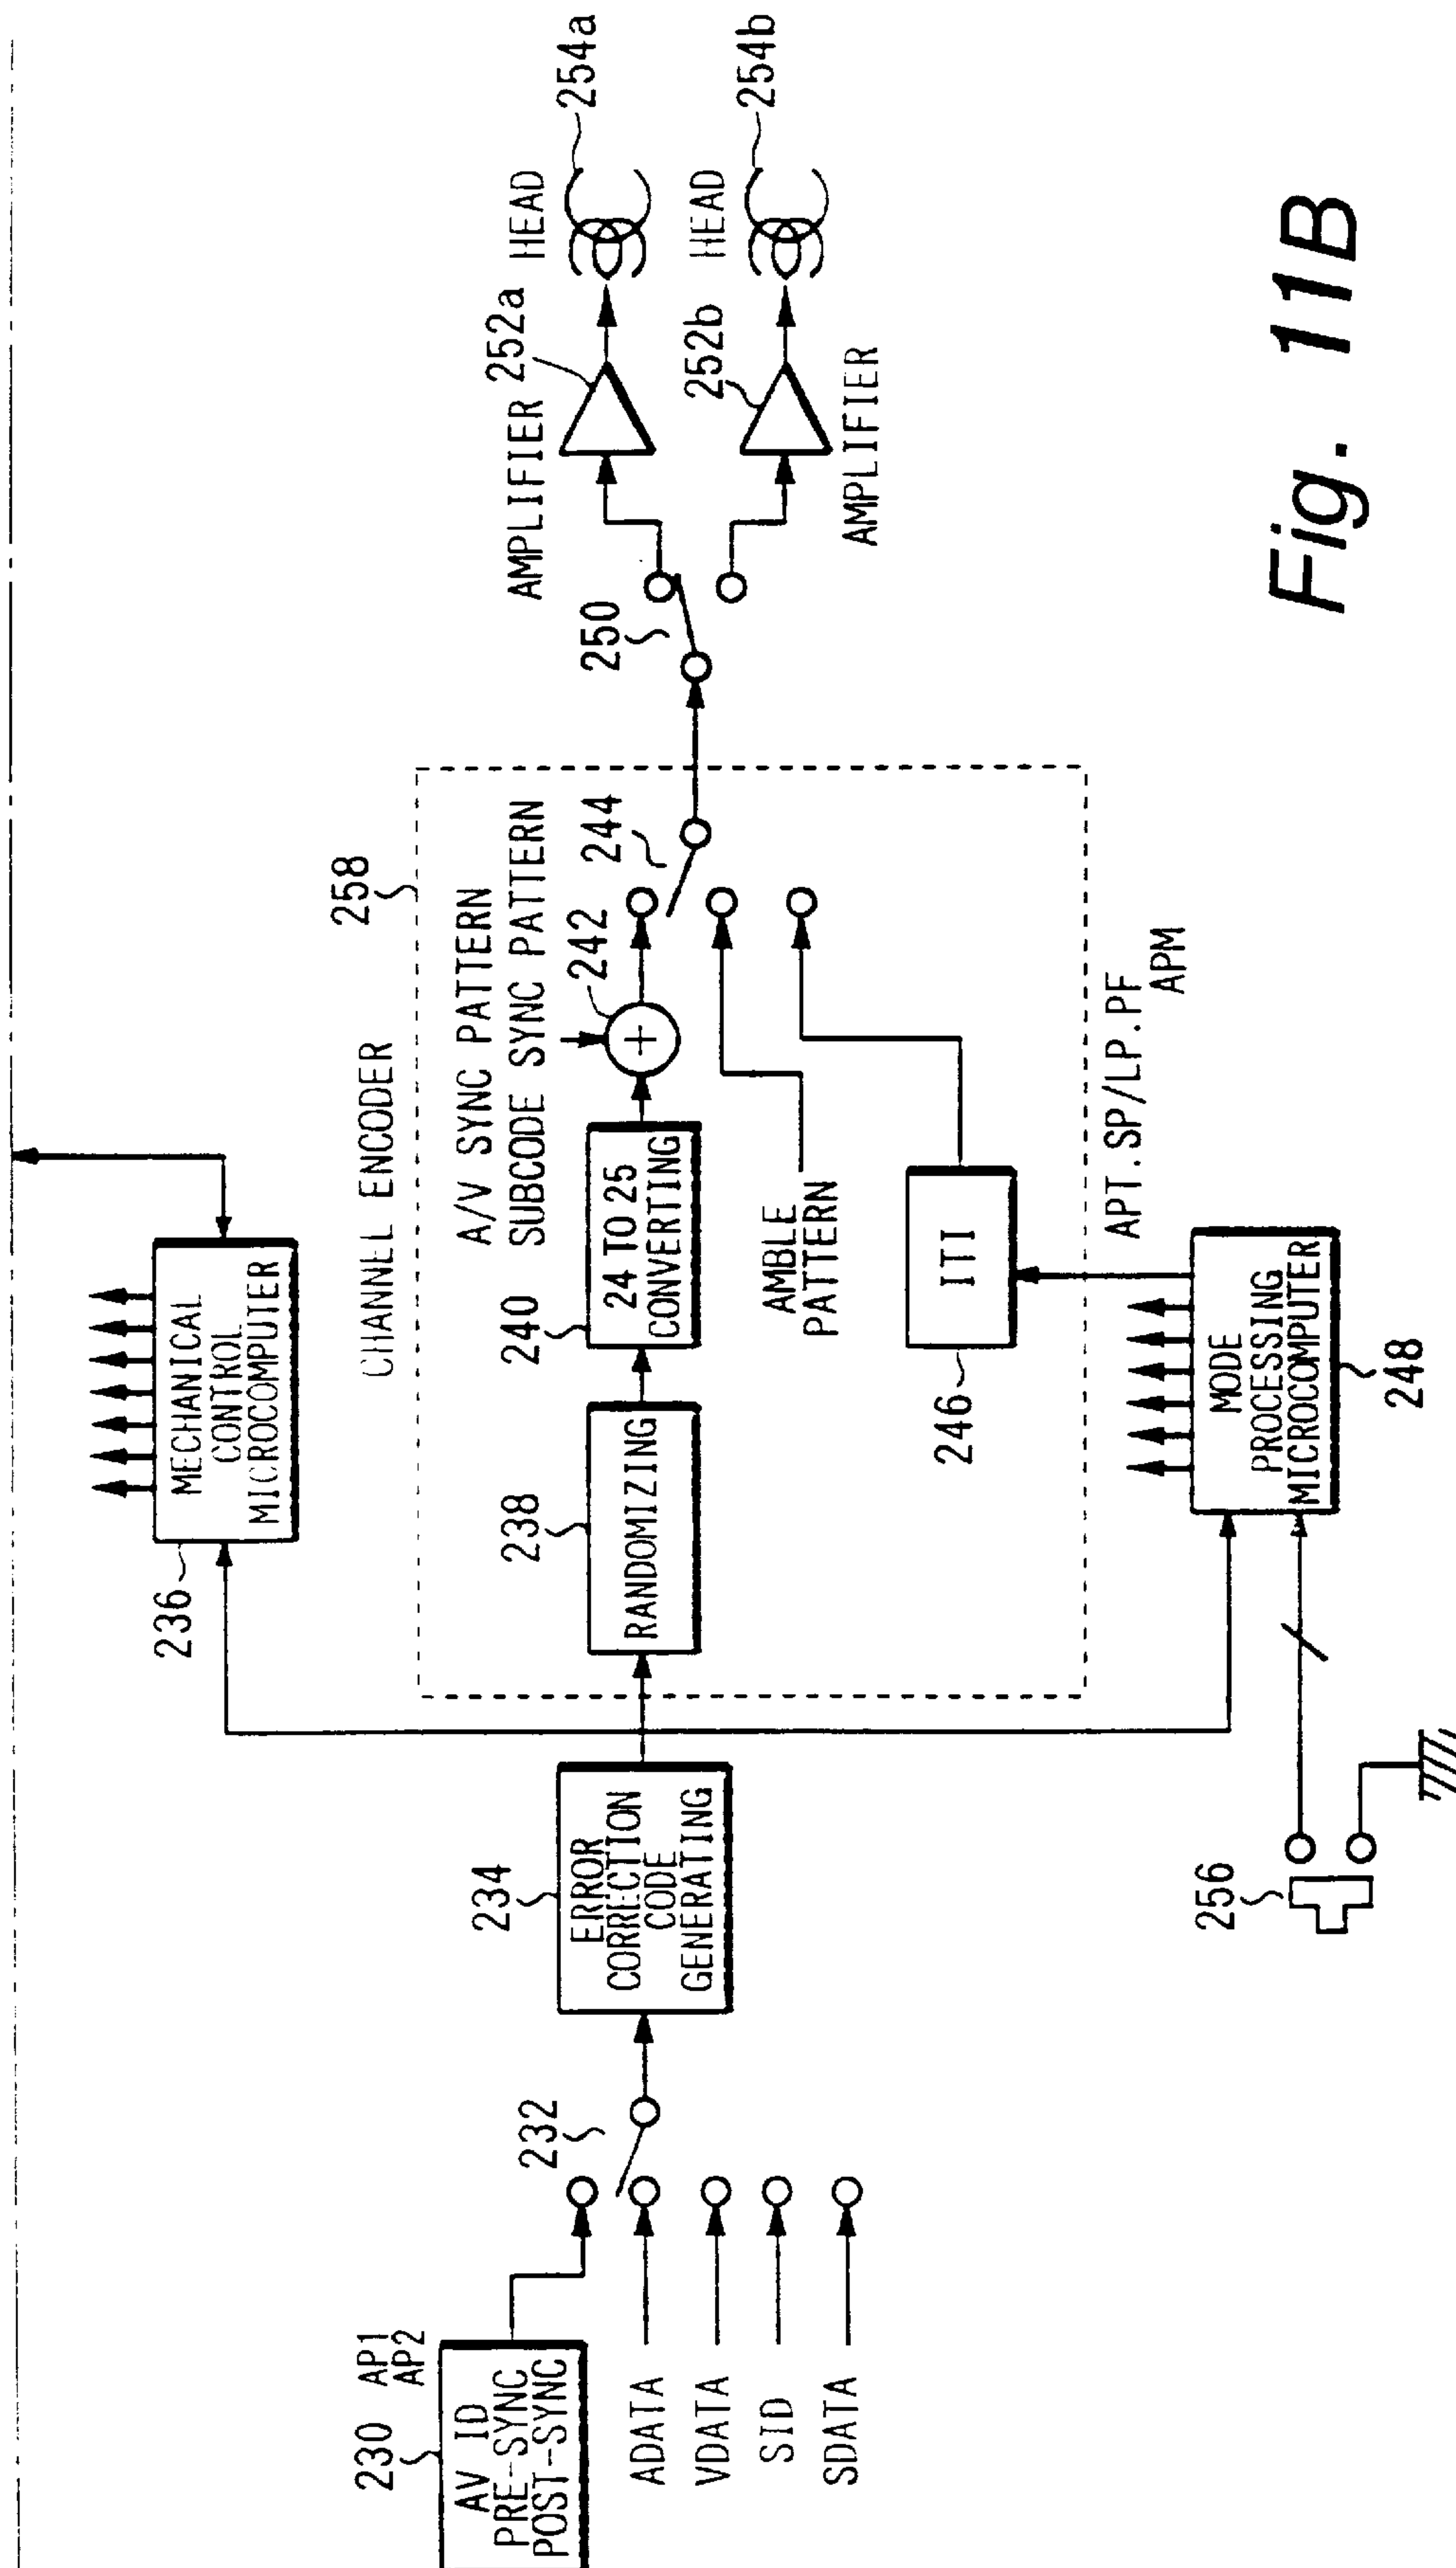 236
MECHANICAL
CONTROL
MICROCOMPUTER
258
CHANNEL ENCODER
230
AP1
AP2
AV ID
PRE-SYNC
POST-SYNC
ADATA
VDATA
SID
SDATA
232
234
ERROR
CORRECTION
CODE
GENERATING
238
RANDOMIZING
240
24 TO 25
CONVERTING
A/V SYNC PATTERN
SUBCODE SYNC PATTERN
242
244
AMBLE
PATTERN
246
ITI
APT.SP/LP.PF
APM
MODE
PROCESSING
MICROCOMPUTER
248
256
250
AMPLIFIER 252a
HEAD
254a
252b
AMPLIFIER
HEAD
254b
Fig. 11B